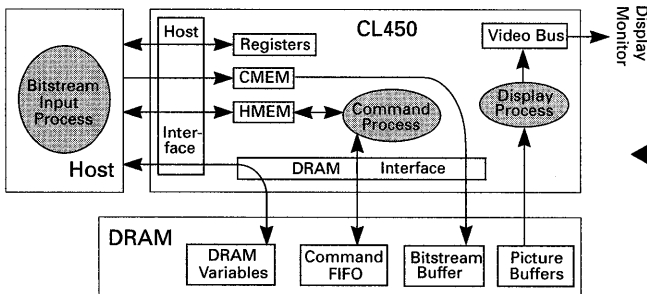 CL450
Host
Registers
Video Bus
Display
Monitor
Bitstream
Input
Process
CMEM
HMEM
Command
Process
Display
Process
Inter-
face
Host
DRAM Interface
DRAM
DRAM
Variables
Command
FIFO
Bitstream
Buffer
Picture
Buffers